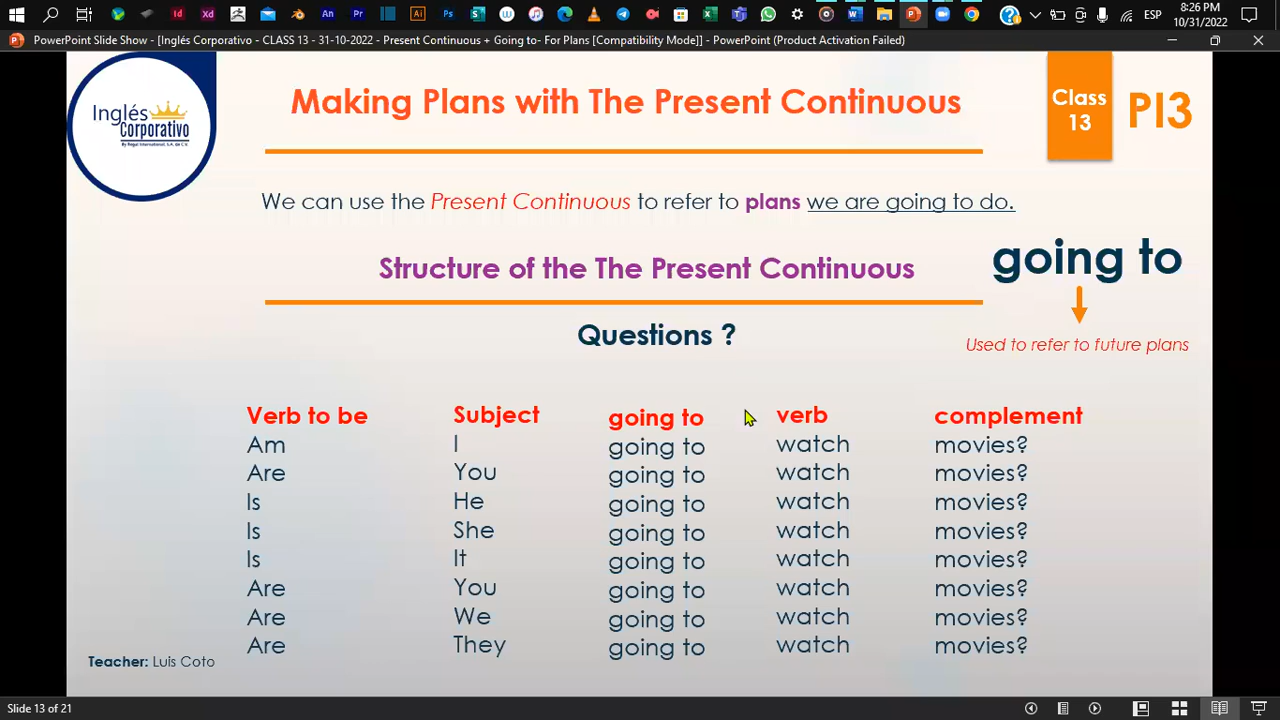 8:26 PM
ESP
10/31/2022
PowerPoint Slide Show - [Inglés Corporativo - CLASS 13 - 31-10-2022 - Present Continuous + Going to- For Plans [Compatibility Mode]] - PowerPoint (Product Activation Failed)
Inglés
Corporativo
By Regal International, S.A. de C.V.
Making Plans with The Present Continuous
Class
13
PI3
We can use the Present Continuous to refer to plans we are going to do.
Structure of the The Present Continuous
going to
Used to refer to future plans
Questions ?
Verb to be Subject going to verb complement
Am I going to watch movies?
Are You going to watch movies?
Is He going to watch movies?
Is She going to watch movies?
Is It going to watch movies?
Are You going to watch movies?
Are We going to watch movies?
Are They going to watch movies?
Teacher: Luis Coto
Slide 13 of 21